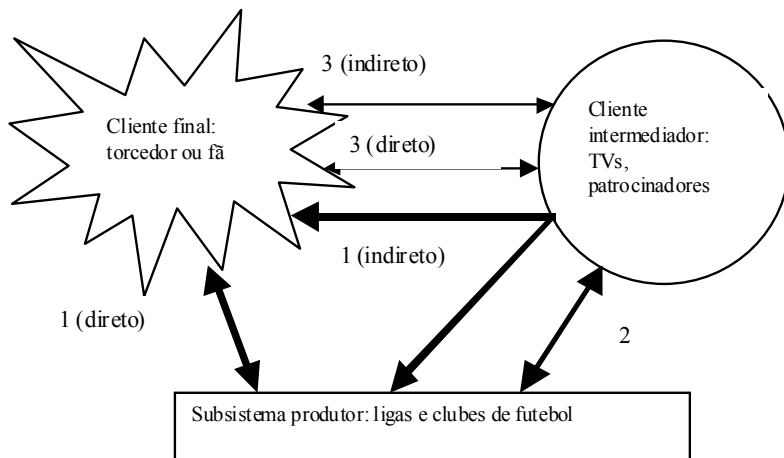 3 (indireto)
Cliente final:
torcedor ou fã
Cliente
intermediador:
TVs,
patrocinadores
3 (direto)
1 (indireto)
1 (direto)
2
Subsistema produtor: ligas e clubes de futebol